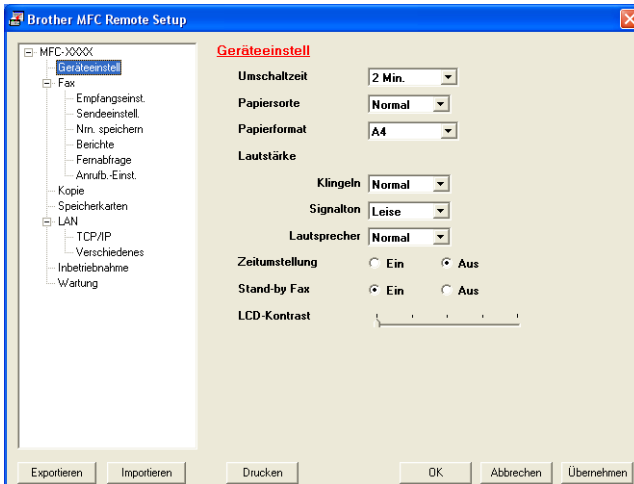 Brother MFC Remote Setup
MFC-XXXX
Geräteeinstell
Fax
Empfangseinst.
Sendeeinstell.
Nrn. speichern
Berichte
Fernabfrage
Anrufb.-Einst.
Kopie
Speicherkarten
LAN
TCP/IP
Verschiedenes
Inbetriebnahme
Wartung
Geräteeinstell
Umschaltzeit 2 Min.
Papiersorte Normal
Papierformat A4
Lautstärke
Klingeln Normal
Signalton Leise
Lautsprecher Normal
Zeitumstellung Ein Aus
Stand-by Fax Ein Aus
LCD-Kontrast
Exportieren Importieren Drucken OK Abbrechen Übernehmen